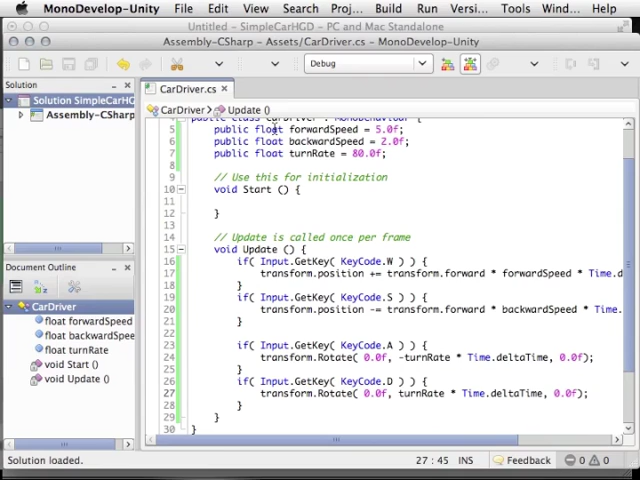 MonoDevelop-Unity File Edit View Search Proj... Build Run Versi... Tools Wind... Help
Untitled - SimpleCarHGD - PC and Mac Standalone
Assembly-CSharp - Assets/CarDriver.cs - MonoDevelop-Unity
Debug
Solution
CarDriver.cs
Solution SimpleCarHG
Assembly-CSharp
CarDriver
Update ()
public class CarDriver : MonoBehaviour {
5 public float forwardSpeed = 5.0f;
6 public float backwardSpeed = 2.0f;
7 public float turnRate = 80.0f;
8
9 // Use this for initialization
10 void Start () {
11
12 }
13
14 // Update is called once per frame
15 void Update () {
16 if( Input.GetKey( KeyCode.W ) ) {
17 transform.position += transform.forward * forwardSpeed * Time.d
18 }
19 if( Input.GetKey( KeyCode.S ) ) {
20 transform.position -= transform.forward * backwardSpeed * Time.
21 }
22
23 if( Input.GetKey( KeyCode.A ) ) {
24 transform.Rotate( 0.0f, -turnRate * Time.deltaTime, 0.0f);
25 }
26 if( Input.GetKey( KeyCode.D ) ) {
27 transform.Rotate( 0.0f, turnRate * Time.deltaTime, 0.0f);
28 }
29 }
30 }
Document Outline
CarDriver
float forwardSpeed
float backwardSpee
float turnRate
void Start ()
void Update ()
Solution loaded.
27 : 45 INS
Feedback
0
0